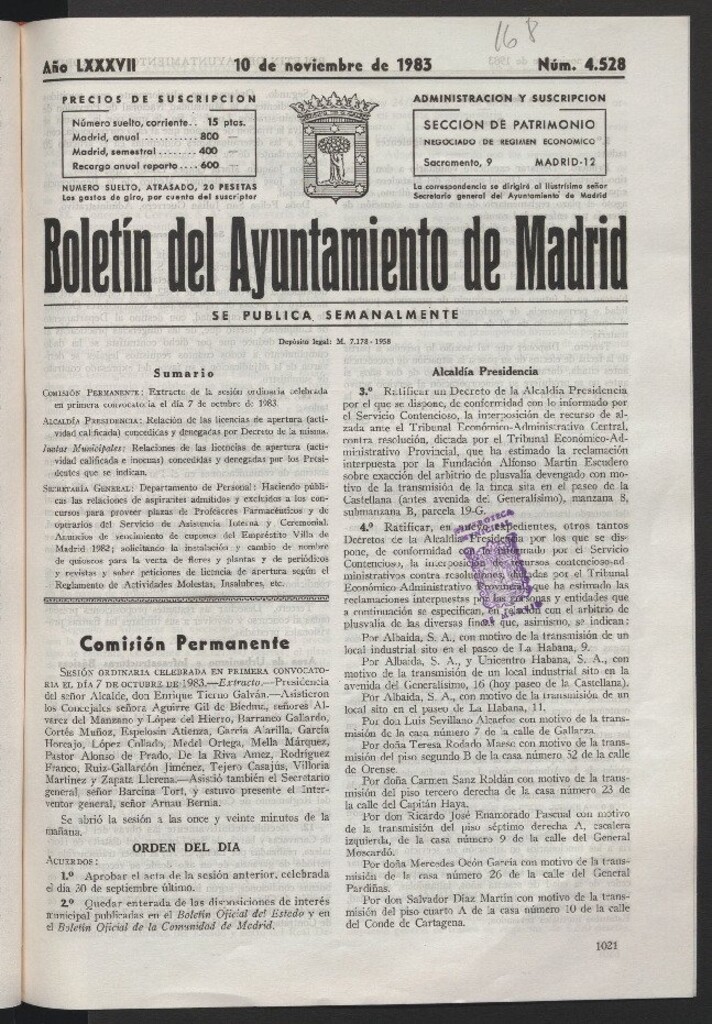 168
Año LXXXVII 10 de noviembre de 1983 Núm. 4.528
PRECIOS DE SUSCRIPCION
Número suelto, corriente. 15 ptas.
Madrid, anual .......... 800 —
Madrid, semestral ....... 400 —
Recargo anual reparto .... 600 —
NUMERO SUELTO, ATRASADO, 20 PESETAS
Los gastos de giro, por cuenta del suscriptor
ADMINISTRACION Y SUSCRIPCION
SECCION DE PATRIMONIO
NEGOCIADO DE REGIMEN ECONOMICO
Sacramento, 9 MADRID-12
La correspondencia se dirigirá al ilustrísimo señor
Secretario general del Ayuntamiento de Madrid
Boletín del Ayuntamiento de Madrid
SE PUBLICA SEMANALMENTE
Depósito legal: M. 7.178 - 1958
Sumario
COMISIÓN PERMANENTE: Extracto de la sesión ordinaria celebrada
en primera convocatoria el día 7 de octubre de 1983.
ALCALDÍA PRESIDENCIA: Relación de las licencias de apertura (acti-
vidad calificada) concedidas y denegadas por Decreto de la misma.
Juntas Municipales: Relaciones de las licencias de apertura (acti-
vidad calificada e inocuas) concedidas y denegadas por los Presi-
dentes que se indican.
SECRETARÍA GENERAL: Departamento de Personal: Haciendo públi-
cas las relaciones de aspirantes admitidos y excluidos a los con-
cursos para proveer plazas de Profesores Farmacéuticos y de
operarios del Servicio de Asistencia Interna y Ceremonial.
Anuncios de vencimiento de cupones del Empréstito Villa de
Madrid 1982; solicitando la instalación y cambio de nombre
de quioscos para la venta de flores y plantas y de periódicos
y revistas y sobre peticiones de licencia de apertura según el
Reglamento de Actividades Molestas, Insalubres, etc.
Comisión Permanente
SESIÓN ORDINARIA CELEBRADA EN PRIMERA CONVOCATO-
RIA EL DÍA 7 DE OCTUBRE DE 1983.—Extracto.—Presidencia
del señor Alcalde, don Enrique Tierno Galván.—Asistieron
los Concejales señora Aguirre Gil de Biedma, señores Al-
varez del Manzano y López del Hierro, Barranco Gallardo,
Cortés Muñoz, Espelosín Atienza, García Alarilla, García
Horcajo, López Collado, Medel Ortega, Mella Márquez,
Pastor Alonso de Prado, De la Riva Amez, Rodríguez
Franco, Ruiz-Gallardón Jiménez, Tejero Casajús, Villoria
Martínez y Zapata Llerena.—Asistió también el Secretario
general, señor Barcina Tort, y estuvo presente el Inter-
ventor general, señor Arnau Bernia.
Se abrió la sesión a las once y veinte minutos de la
mañana.
ORDEN DEL DIA
ACUERDOS:
1.º Aprobar el acta de la sesión anterior, celebrada
el día 30 de septiembre último.
2.º Quedar enterada de las disposiciones de interés
municipal publicadas en el Boletín Oficial del Estado y en
el Boletín Oficial de la Comunidad de Madrid.
Alcaldía Presidencia
3.º Ratificar un Decreto de la Alcaldía Presidencia
por el que se dispone, de conformidad con lo informado por
el Servicio Contencioso, la interposición de recurso de al-
zada ante el Tribunal Económico-Administrativo Central,
contra resolución, dictada por el Tribunal Económico-Ad-
ministrativo Provincial, que ha estimado la reclamación
interpuesta por la Fundación Alfonso Martín Escudero
sobre exacción del arbitrio de plusvalía devengado con mo-
tivo de la transmisión de la finca sita en el paseo de la
Castellana (antes avenida del Generalísimo), manzana 8,
submanzana B, parcela 19-G.
4.º Ratificar, en nueve expedientes, otros tantos
Decretos de la Alcaldía Presidencia por los que se dis-
pone, de conformidad con lo informado por el Servicio
Contencioso, la interposición de recursos contencioso-ad-
ministrativos contra resoluciones, dictadas por el Tribunal
Económico-Administrativo Provincial, que ha estimado las
reclamaciones interpuestas por las personas y entidades que
a continuación se especifican, en relación con el arbitrio de
plusvalía de las diversas fincas que, asimismo, se indican:
Por Albaida, S. A., con motivo de la transmisión de un
local industrial sito en el paseo de La Habana, 9.
Por Albaida, S. A., y Unicentro Habana, S. A., con
motivo de la transmisión de un local industrial sito en la
avenida del Generalísimo, 16 (hoy paseo de la Castellana).
Por Albaida, S. A., con motivo de la transmisión de un
local sito en el paseo de La Habana, 11.
Por don Luis Sevillano Alcañes con motivo de la trans-
misión de la casa número 7 de la calle de Gallarza.
Por doña Teresa Rodado Maeso con motivo de la trans-
misión del piso segundo B de la casa número 52 de la calle
de Orense.
Por doña Carmen Sanz Roldán con motivo de la trans-
misión del piso tercero derecha de la casa número 23 de
la calle del Capitán Haya.
Por don Ricardo José Enamorado Pascual con motivo
de la transmisión del piso séptimo derecha A, escalera
izquierda, de la casa número 9 de la calle del General
Moscardó.
Por doña Mercedes Ocón García con motivo de la trans-
misión de la casa número 26 de la calle del General
Pardiñas.
Por don Salvador Díaz Martín con motivo de la trans-
misión del piso cuarto A de la casa número 10 de la calle
del Conde de Cartagena.
1021